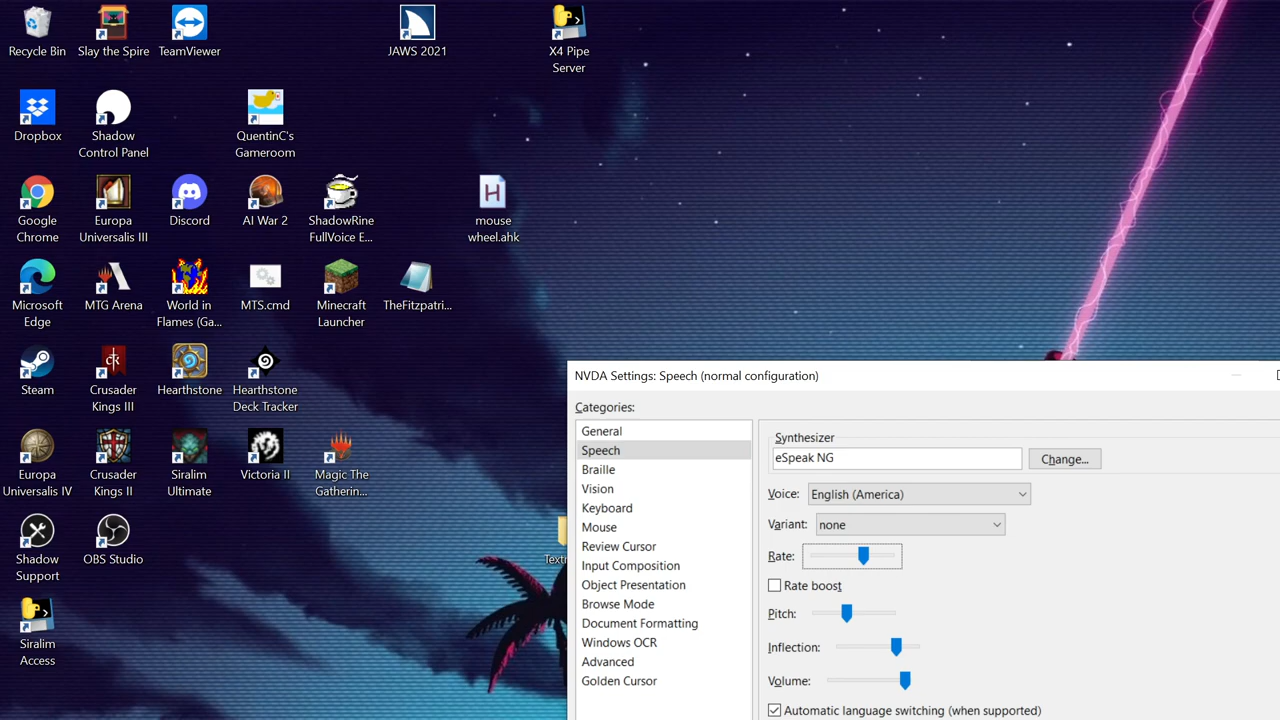 Recycle Bin
Slay the Spire
TeamViewer
JAWS 2021
X4 Pipe
Server
Dropbox
Shadow
Control Panel
QuentinC's
Gameroom
Google
Chrome
Europa
Universalis III
Discord
AI War 2
ShadowRine
FullVoice E...
mouse
wheel.ahk
Microsoft
Edge
MTG Arena
World in
Flames (Ga...
MTS.cmd
Minecraft
Launcher
TheFitzpatri...
Steam
Crusader
Kings III
Hearthstone
Hearthstone
Deck Tracker
Europa
Universalis IV
Crusader
Kings II
Siralim
Ultimate
Victoria II
Magic The
Gatherin...
Shadow
Support
OBS Studio
Siralim
Access
NVDA Settings: Speech (normal configuration)
Categories:
General
Speech
Braille
Vision
Keyboard
Mouse
Review Cursor
Input Composition
Object Presentation
Browse Mode
Document Formatting
Windows OCR
Advanced
Golden Cursor
Synthesizer
eSpeak NG
Change...
Voice: English (America)
Variant: none
Rate:
Rate boost
Pitch:
Inflection:
Volume:
Automatic language switching (when supported)